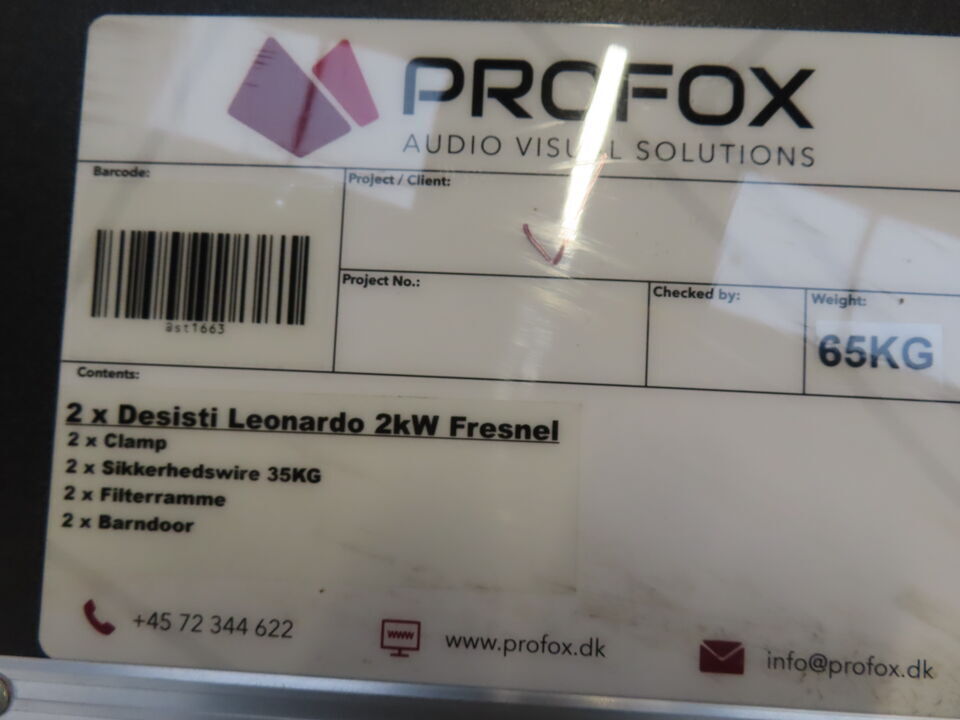 PROFOX
AUDIO VISUAL SOLUTIONS
Barcode:
Project / Client:
ast1663
Project No.:
Checked by:
Weight:
65KG
Contents:
2 x Desisti Leonardo 2kW Fresnel
2 x Clamp
2 x Sikkerhedswire 35KG
2 x Filterramme
2 x Barndoor
+45 72 344 622
www
www.profox.dk
info@profox.dk